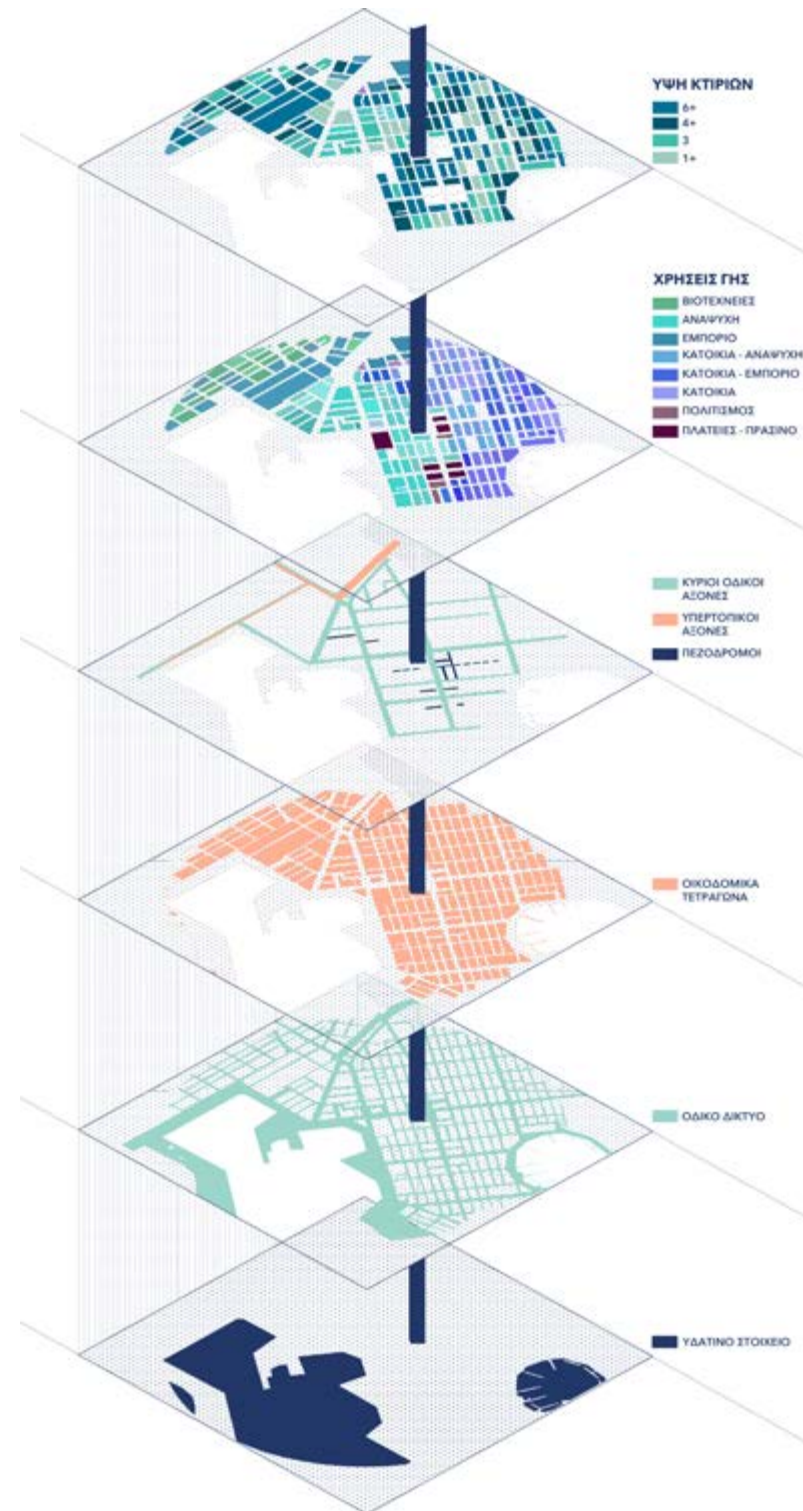 ΥΨΗ ΚΤΙΡΙΩΝ
6+
4+
3
1+
ΧΡΗΣΕΙΣ ΓΗΣ
ΒΙΟΤΕΧΝΕΙΕΣ
ΑΝΑΨΥΧΗ
ΕΜΠΟΡΙΟ
ΚΑΤΟΙΚΙΑ - ΑΝΑΨΥΧΗ
ΚΑΤΟΙΚΙΑ - ΕΜΠΟΡΙΟ
ΚΑΤΟΙΚΙΑ
ΠΟΛΙΤΙΣΜΟΣ
ΠΛΑΤΕΙΕΣ - ΠΡΑΣΙΝΟ
ΚΥΡΙΟΙ ΟΔΙΚΟΙ
ΑΞΟΝΕΣ
ΥΠΕΡΤΟΠΙΚΟΙ
ΑΞΟΝΕΣ
ΠΕΖΟΔΡΟΜΟΙ
ΟΙΚΟΔΟΜΙΚΑ
ΤΕΤΡΑΓΩΝΑ
ΟΔΙΚΟ ΔΙΚΤΥΟ
ΥΔΑΤΙΝΟ ΣΤΟΙΧΕΙΟ